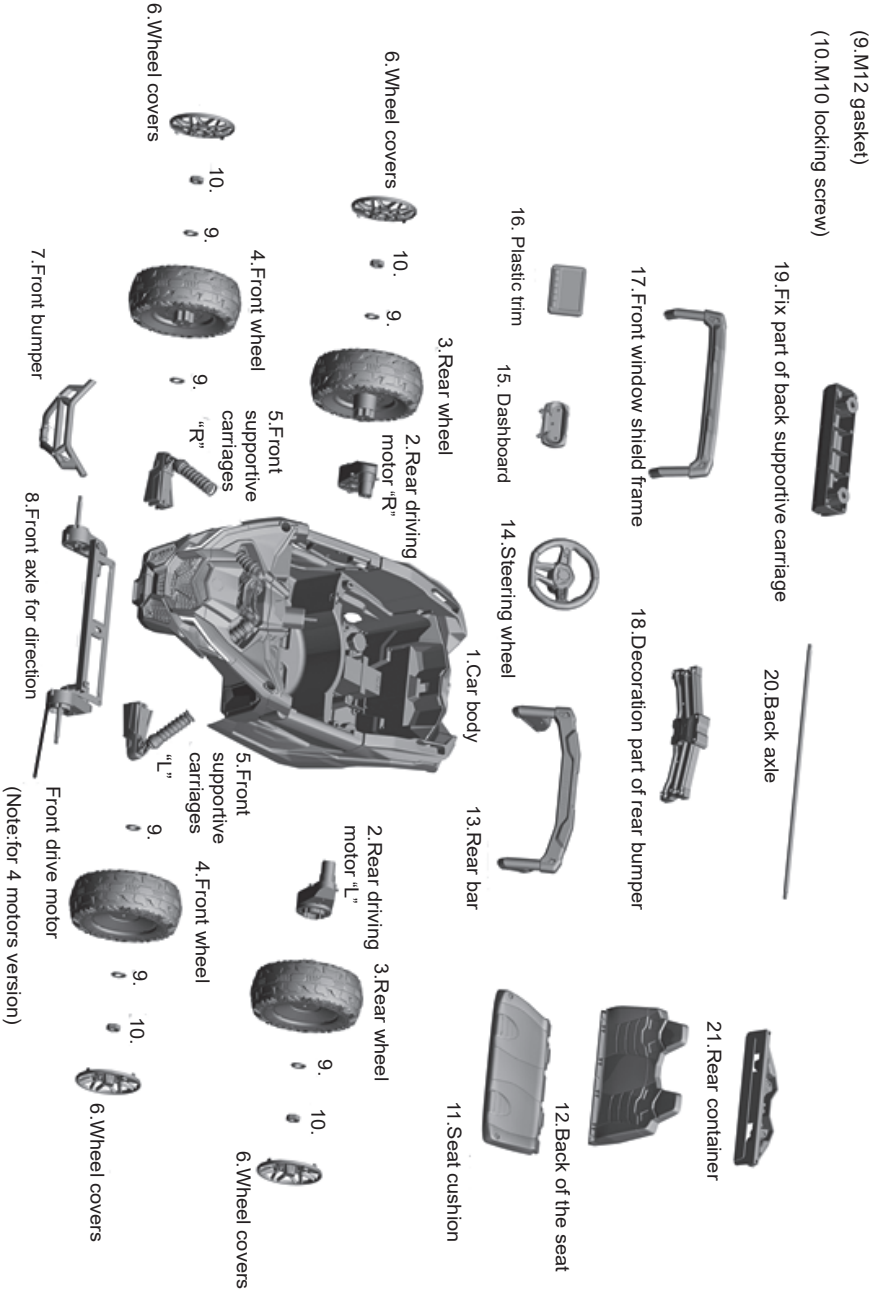 (9.M12 gasket)
(10.M10 locking screw)
19.Fix part of back supportive carriage
20.Back axle
21.Rear container
17.Front window shield frame
18.Decoration part of rear bumper
12.Back of the seat
16. Plastic trim
15. Dashboard
14.Steering wheel
13.Rear bar
11.Seat cushion
1.Car body
6.Wheel covers
10.
9.
3.Rear wheel
2.Rear driving
motor “R”
2.Rear driving
motor “L”
3.Rear wheel
9.
10.
6.Wheel covers
6.Wheel covers
10.
9.
4.Front wheel
9.
5.Front
supportive
carriages
“R”
5.Front
supportive
carriages
“L”
9.
4.Front wheel
9.
10.
6.Wheel covers
7.Front bumper
8.Front axle for direction
Front drive motor
(Note:for 4 motors version)